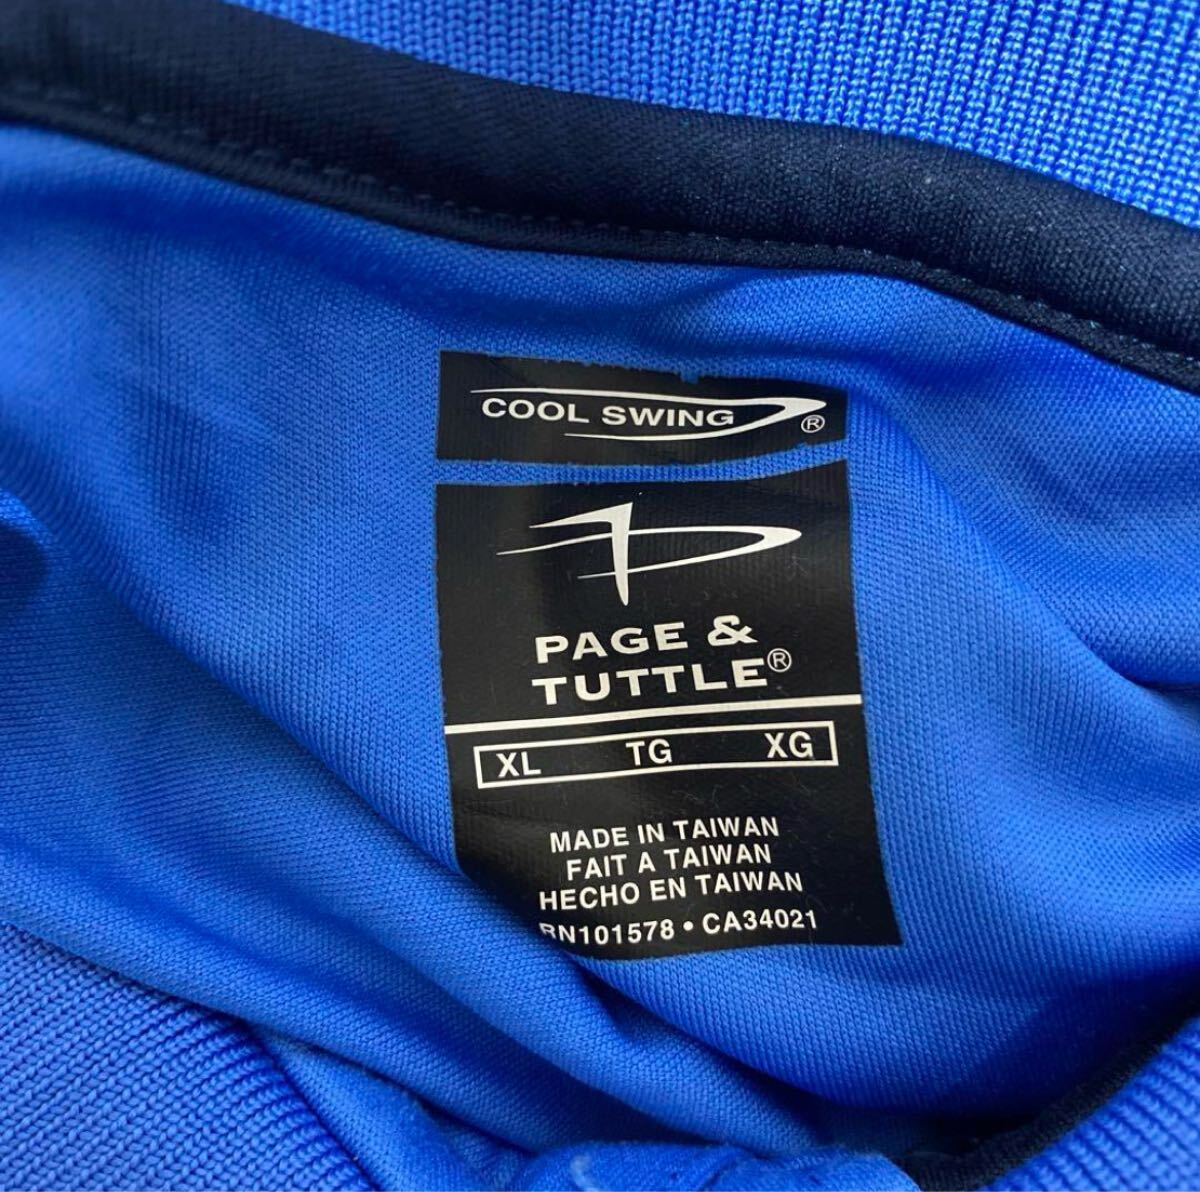 COOL SWING ®
PAGE &
TUTTLE®
XL TG XG
MADE IN TAIWAN
FAIT A TAIWAN
HECHO EN TAIWAN
RN101578 • CA34021